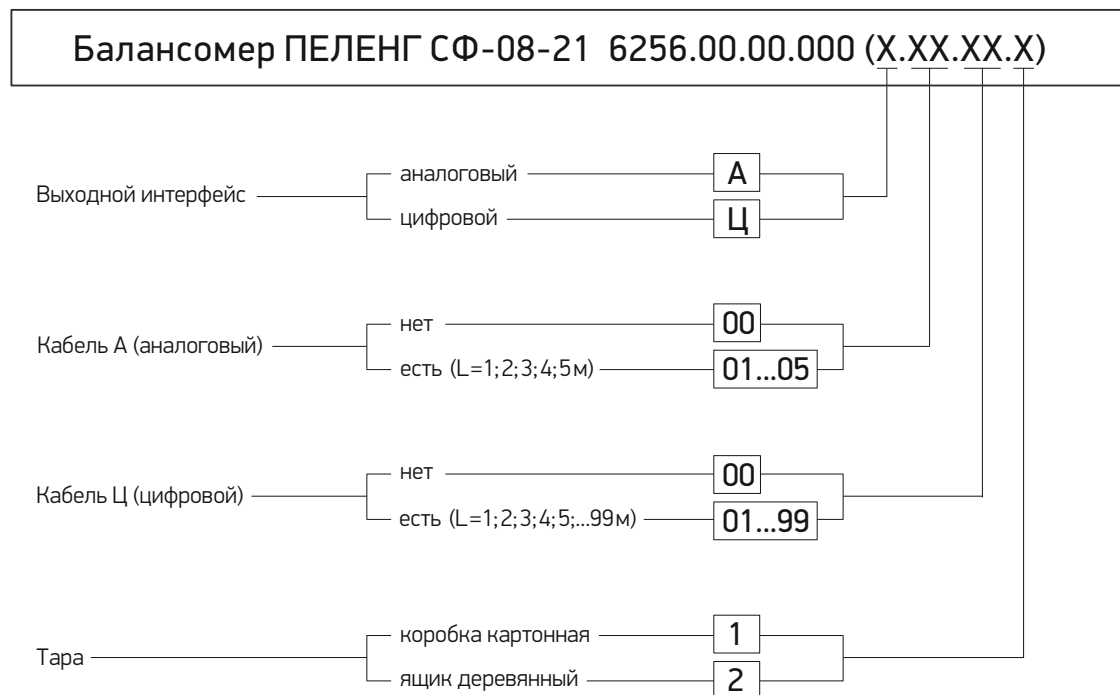 Балансомер ПЕЛЕНГ СФ-08-21 6256.00.00.000 (X.XX.XX.X)
Выходной интерфейс
аналоговый
А
цифровой
Ц
Кабель А (аналоговый)
нет
00
есть (L=1;2;3;4;5м)
01...05
Кабель Ц (цифровой)
нет
00
есть (L=1;2;3;4;5;...99м)
01...99
Тара
коробка картонная
1
ящик деревянный
2